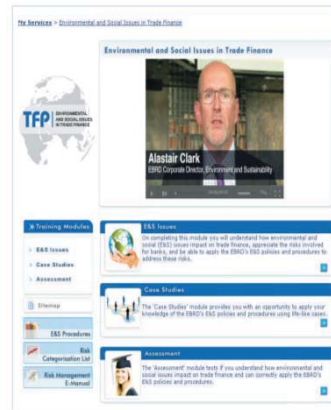 My Services > Environmental and Social Issues in Trade Finance
Environmental and Social Issues in Trade Finance
TFP ENVIRONMENTAL
AND SOCIAL ISSUES
IN TRADE FINANCE
Alastair Clark
EBRD Corporate Director, Environment and Sustainability
Training Modules
E&S Issues
Case Studies
Assessment
Sitemap
E&S Procedures
Risk
Categorisation List
Risk Management
E-Manual
E&S Issues
On completing this module you will understand how environmental and
social (E&S) issues impact on trade finance, appreciate the risks involved
for banks, and be able to apply the EBRD's E&S policies and procedures to
address these risks.
Case Studies
The 'Case Studies' module provides you with an opportunity to apply your
knowledge of the EBRD's E&S policies and procedures using life-like cases.
Assessment
The 'Assessment' module tests if you understand how environmental and
social issues impact on trade finance and can correctly apply the EBRD's
E&S policies and procedures.